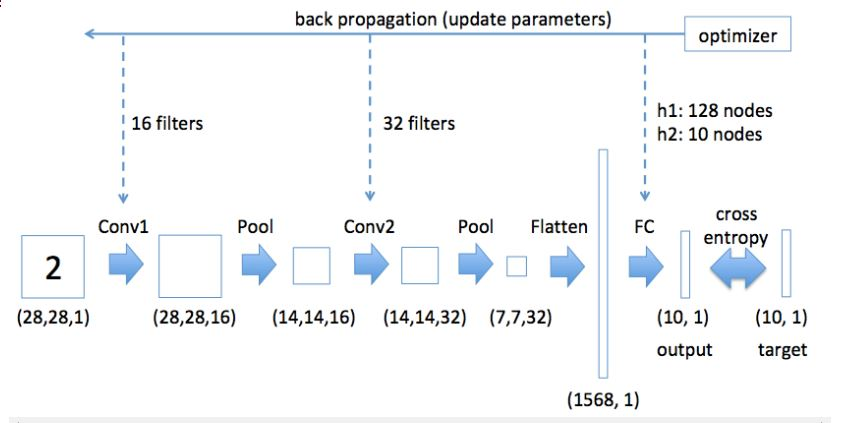 back propagation (update parameters)
optimizer
16 filters
32 filters
h1: 128 nodes
h2: 10 nodes
Conv1
Pool
Conv2
Pool
Flatten
FC
cross
entropy
2
(28,28,1)
(28,28,16)
(14,14,16)
(14,14,32)
(7,7,32)
(10, 1)
(10, 1)
output
target
(1568, 1)